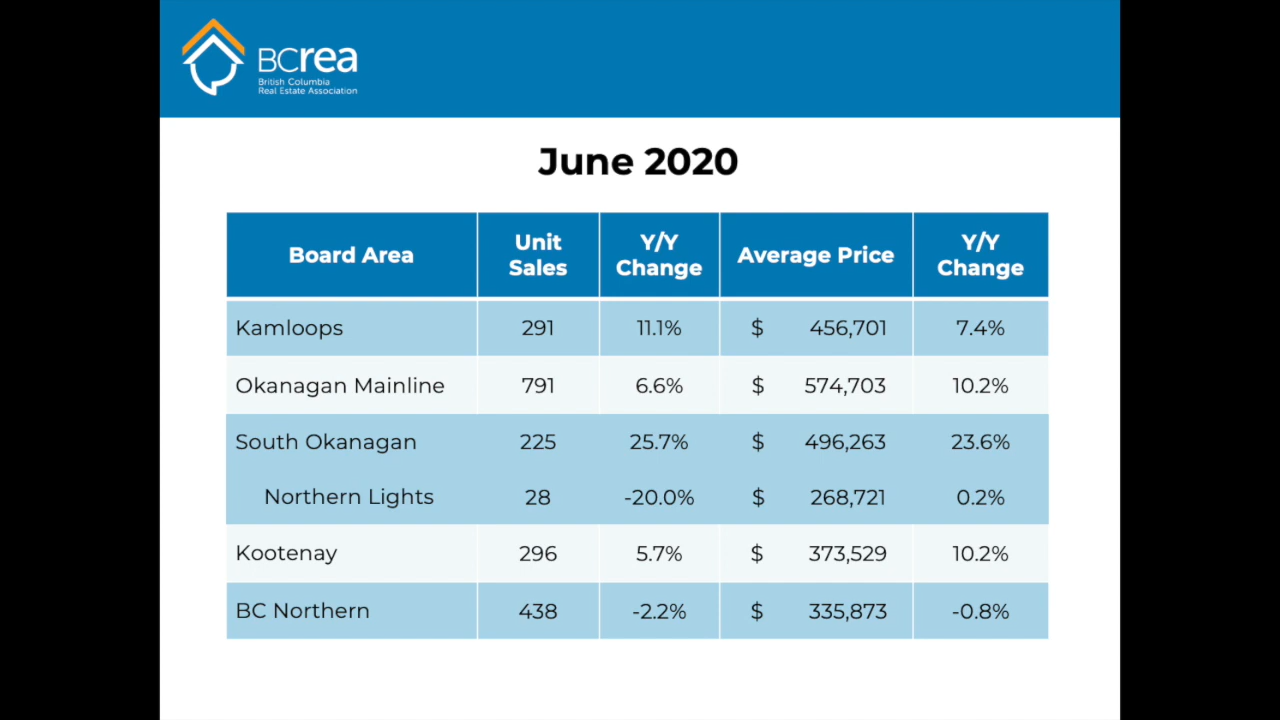 BCrea
British Columbia
Real Estate Association
June 2020
Board Area Unit Sales Y/Y Change Average Price Y/Y Change
Kamloops 291 11.1% $ 456,701 7.4%
Okanagan Mainline 791 6.6% $ 574,703 10.2%
South Okanagan 225 25.7% $ 496,263 23.6%
Northern Lights 28 -20.0% $ 268,721 0.2%
Kootenay 296 5.7% $ 373,529 10.2%
BC Northern 438 -2.2% $ 335,873 -0.8%